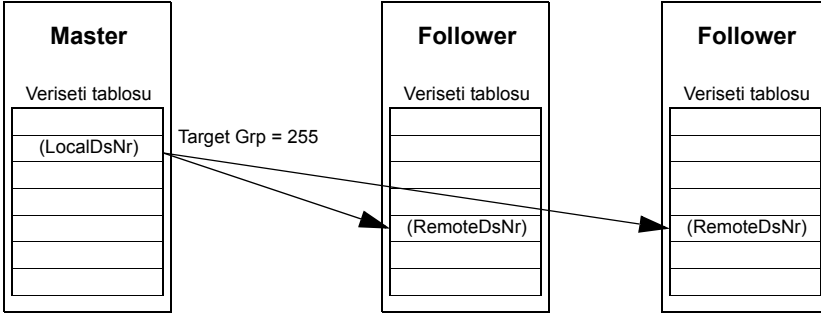 Master
Follower
Follower
Veriseti tablosu
Veriseti tablosu
Veriseti tablosu
Target Grp = 255
(LocalDsNr)
(RemoteDsNr)
(RemoteDsNr)